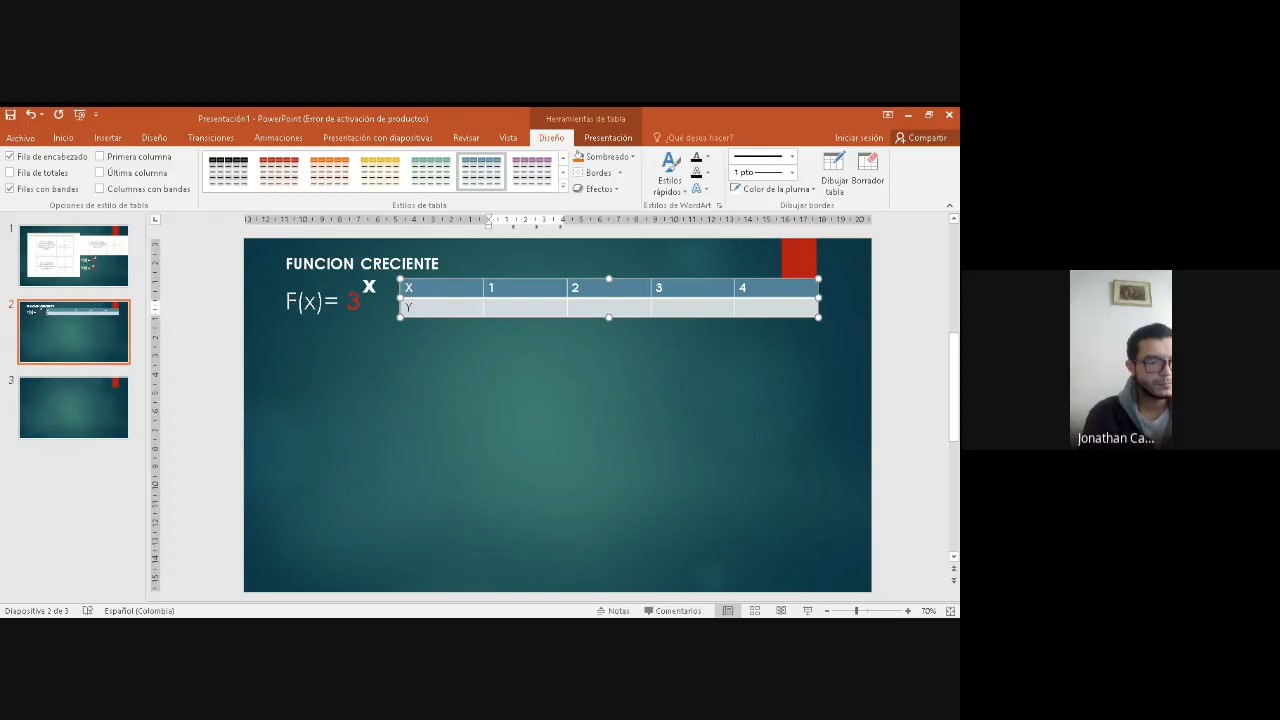 Presentación1 - PowerPoint (Error de activación de productos)
Herramientas de tabla
Archivo Inicio Insertar Diseño Transiciones Animaciones Presentación con diapositivas Revisar Vista Diseño Presentación ¿Qué desea hacer? Iniciar sesión Compartir
Fila de encabezado Primera columna
Fila de totales Última columna
Filas con bandas Columnas con bandas
Opciones de estilo de tabla
Estilos de tabla
Sombreado
Bordes
Efectos
Estilos rápidos
A
A
A
Estilos de WordArt
1 pto
Color de la pluma
Dibujar tabla
Borrador
Dibujar bordes
1
2
3
FUNCION CRECIENTE
F(x)= 3 x
X 1 2 3 4
Y
Jonathan Ca...
Diapositiva 2 de 3 Español (Colombia) Notas Comentarios 70%